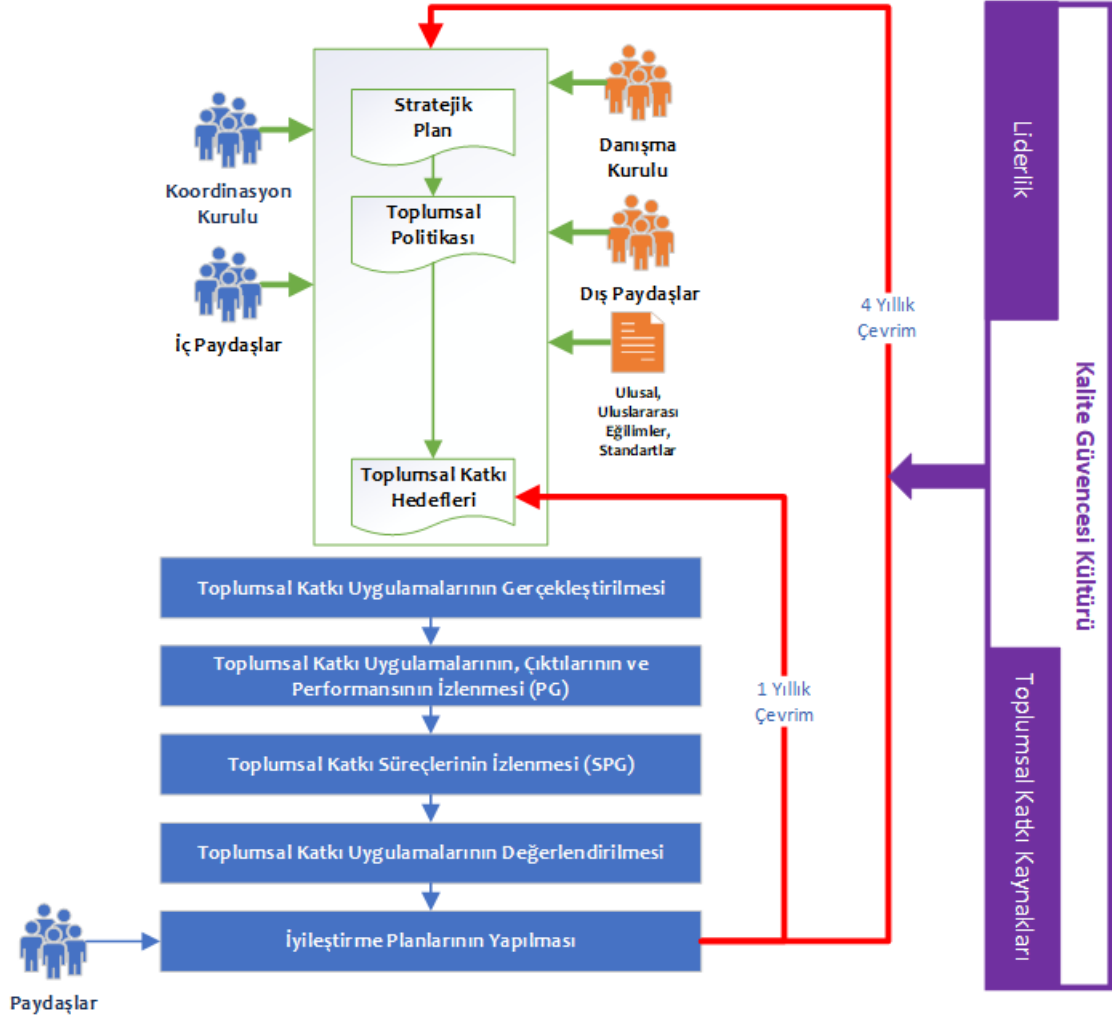 Stratejik
Plan
Danışma
Kurulu
Koordinasyon
Kurulu
Toplumsal
Politikası
Dış Paydaşlar
İç Paydaşlar
Ulusal,
Uluslararası
Eğilimler,
Standartlar
Toplumsal Katkı
Hedefleri
4 Yıllık
Çevrim
1 Yıllık
Çevrim
Toplumsal Katkı Uygulamalarının Gerçekleştirilmesi
Toplumsal Katkı Uygulamalarının, Çıktılarının ve
Performansının İzlenmesi (PG)
Toplumsal Katkı Süreçlerinin İzlenmesi (SPG)
Toplumsal Katkı Uygulamalarının Değerlendirilmesi
İyileştirme Planlarının Yapılması
Paydaşlar
Liderlik
Kalite Güvencesi Kültürü
Toplumsal Katkı Kaynakları